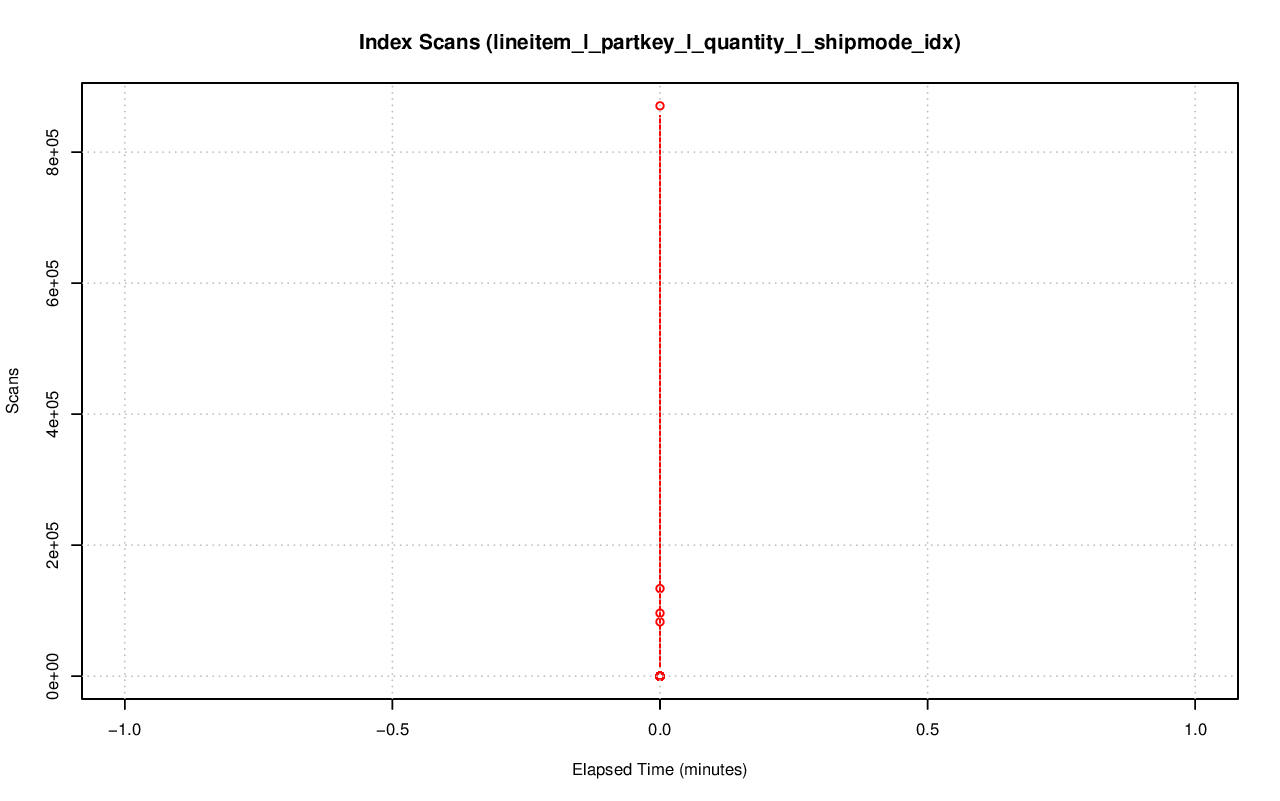 Index Scans (lineitem_l_partkey_l_quantity_l_shipmode_idx)
Scans
8e+05
6e+05
4e+05
2e+05
0e+00
−1.0
−0.5
0.0
0.5
1.0
Elapsed Time (minutes)